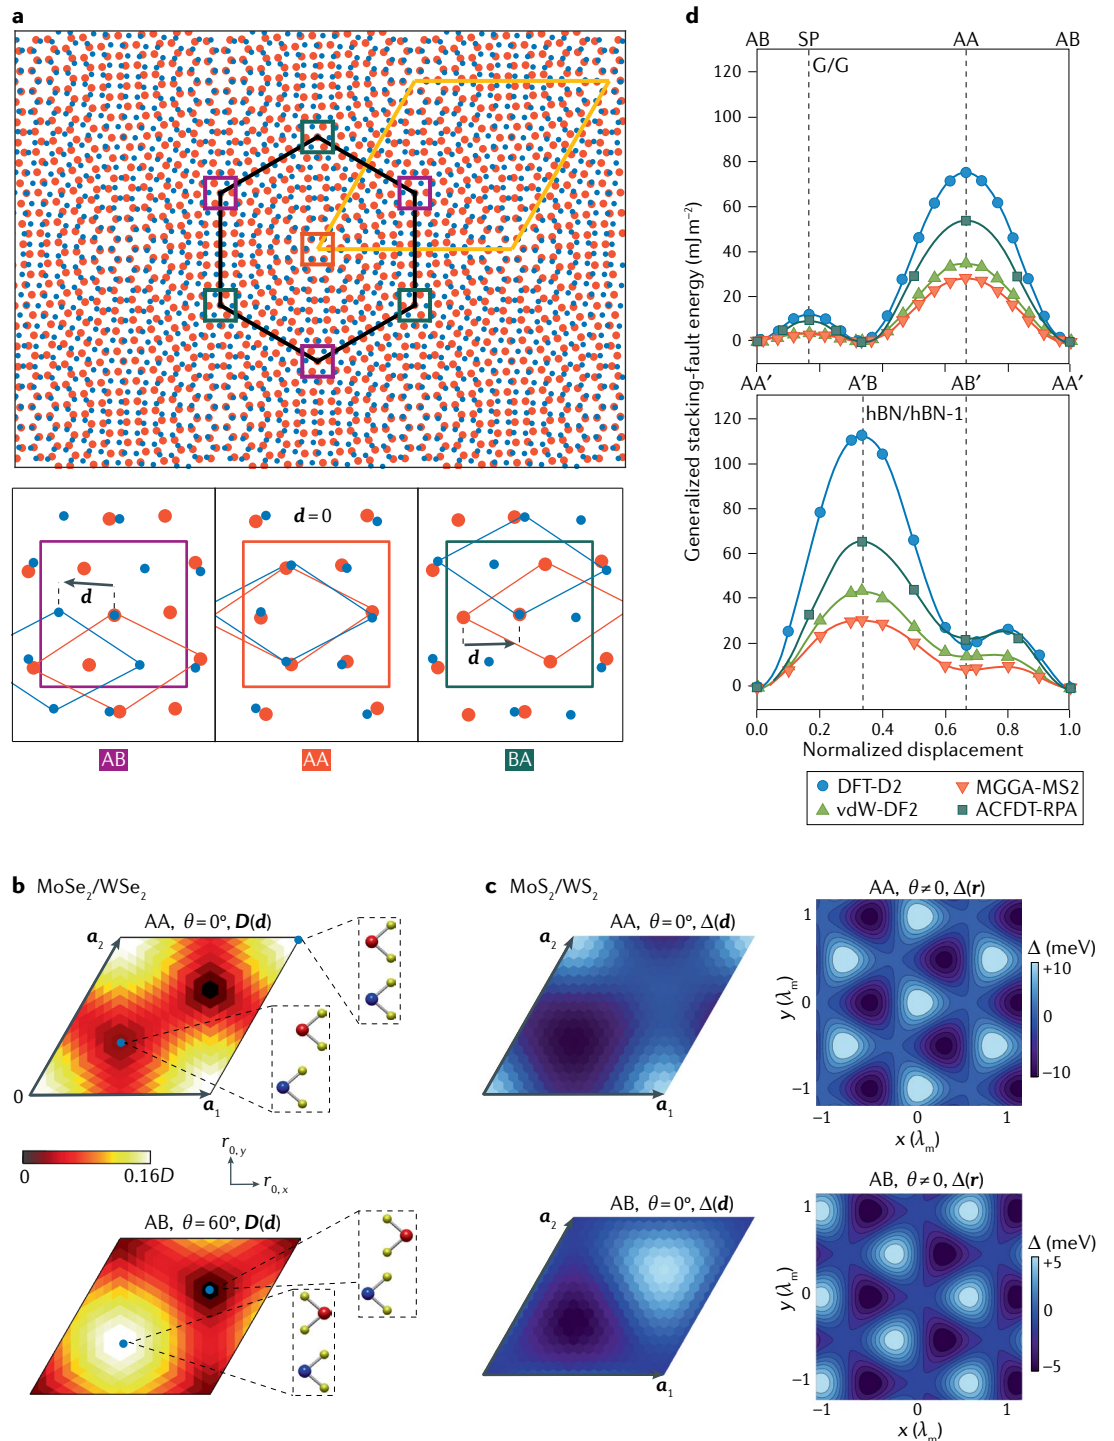 a
d = 0
d
d
AB
AA
BA
d
AB SP AA AB
G/G
120
100
80
60
40
20
0
AA′ A′B AB′ AA′
hBN/hBN-1
120
100
80
60
40
20
0
0.0 0.2 0.4 0.6 0.8 1.0
Generalized stacking-fault energy (mJ m⁻²)
Normalized displacement
DFT-D2
MGGA-MS2
vdW-DF2
ACFDT-RPA
b MoSe₂/WSe₂
AA, θ = 0°, D(d)
a₂
0
a₁
0 0.16D
r₀,y
r₀,x
AB, θ = 60°, D(d)
c MoS₂/WS₂
AA, θ = 0°, Δ(d)
a₂
a₁
AA, θ ≠ 0, Δ(r)
1
0
−1
y (λₘ)
−1 0 1
x (λₘ)
Δ (meV)
+10
0
−10
AB, θ = 0°, Δ(d)
a₂
a₁
AB, θ ≠ 0, Δ(r)
1
0
−1
y (λₘ)
−1 0 1
x (λₘ)
Δ (meV)
+5
0
−5